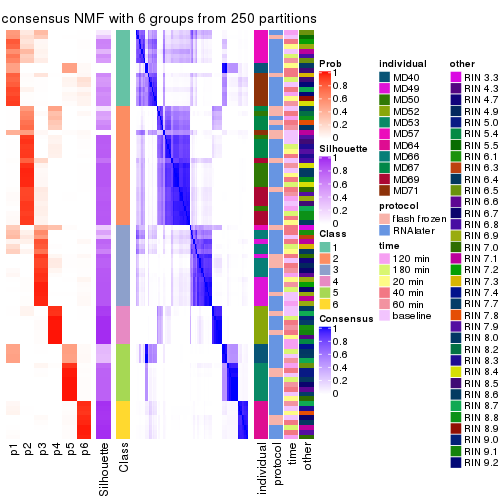 consensus NMF with 6 groups from 250 partitions
p1
p2
p3
p4
p5
p6
Silhouette
Class
individual
protocol
time
other
Prob
1
0.8
0.6
0.4
0.2
0
Silhouette
1
0.8
0.6
0.4
0.2
0
Class
1
2
3
4
5
6
Consensus
1
0.8
0.6
0.4
0.2
0
individual
MD40
MD49
MD50
MD52
MD53
MD57
MD64
MD66
MD67
MD69
MD71
protocol
flash frozen
RNAlater
time
120 min
180 min
20 min
40 min
60 min
baseline
other
RIN 3.3
RIN 4.3
RIN 4.7
RIN 4.9
RIN 5.0
RIN 5.4
RIN 5.5
RIN 6.1
RIN 6.3
RIN 6.4
RIN 6.5
RIN 6.6
RIN 6.7
RIN 6.8
RIN 6.9
RIN 7.0
RIN 7.1
RIN 7.2
RIN 7.3
RIN 7.4
RIN 7.7
RIN 7.8
RIN 7.9
RIN 8.0
RIN 8.2
RIN 8.3
RIN 8.4
RIN 8.5
RIN 8.6
RIN 8.7
RIN 8.8
RIN 8.9
RIN 9.0
RIN 9.1
RIN 9.2